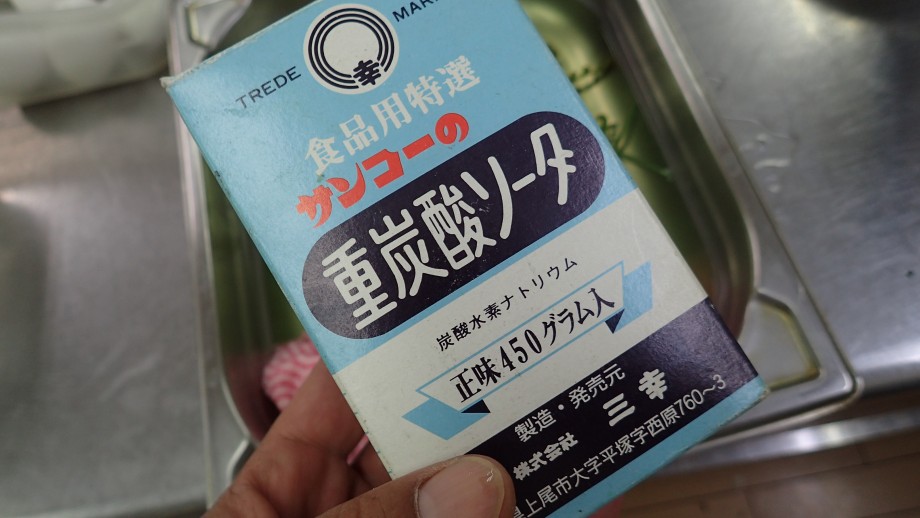 TREDE
MAR
幸
食品用特選
サンコーの
重炭酸ソータ
炭酸水素ナトリウム
正味450グラム入
製造・発売元
株式会社 三幸
上尾市大字平塚字西原760〜3